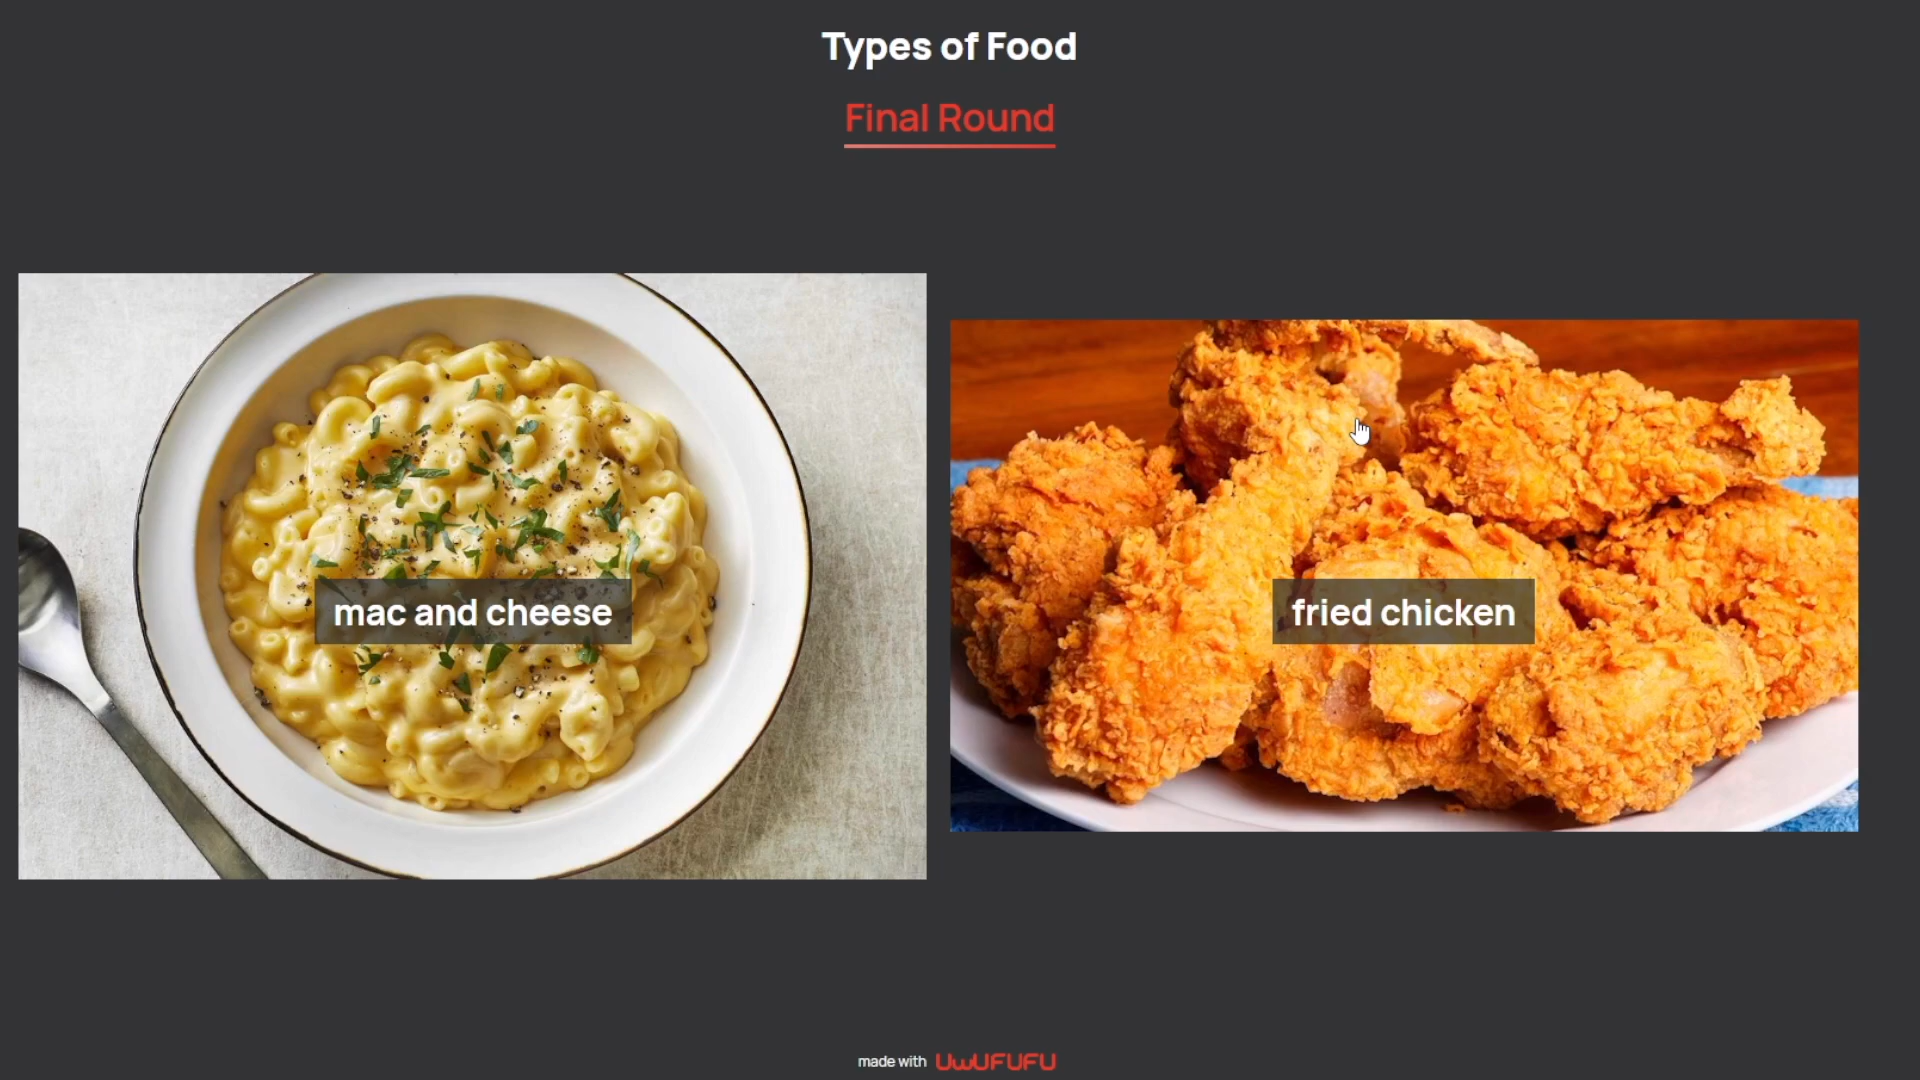 Types of Food
Final Round
mac and cheese
fried chicken
made with UwUFUFU